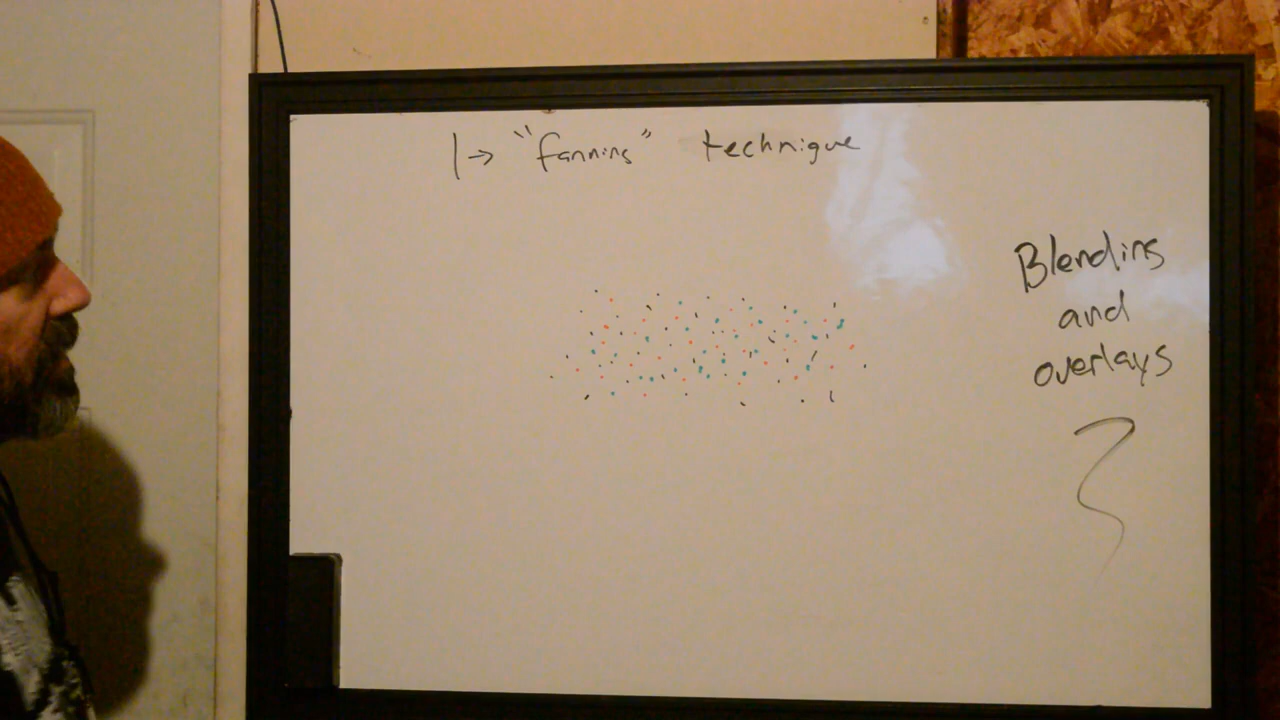 1→ "fanning" technique
Blending
and
overlays